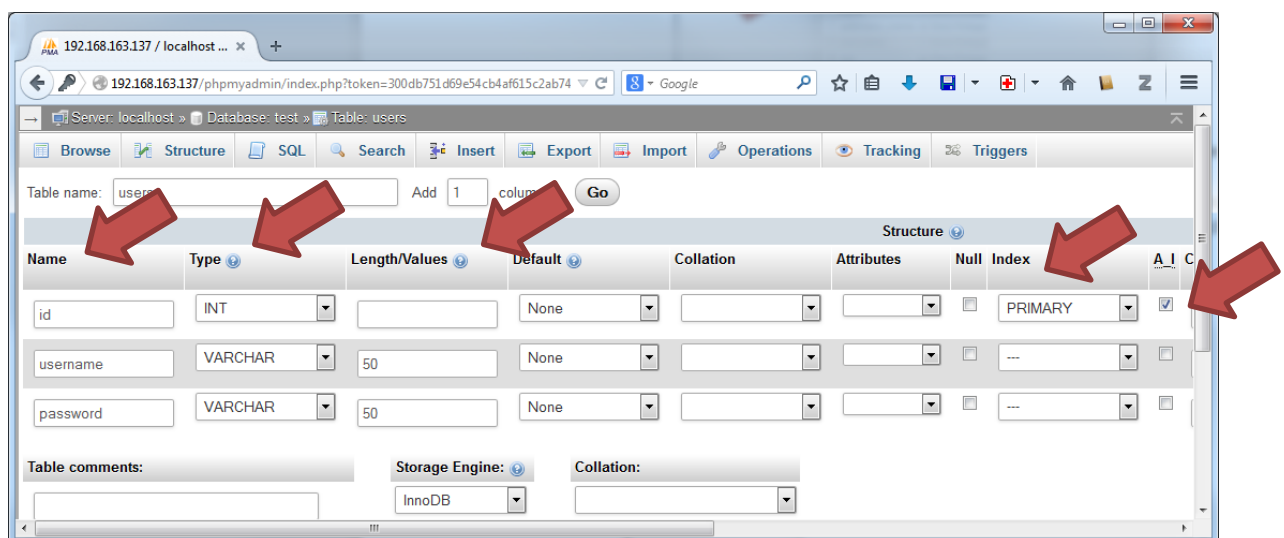 192.168.163.137 / localhost ...
192.168.163.137/phpmyadmin/index.php?token=300db751d69e54cb4af615c2ab74 Google
Server: localhost » Database: test » Table: users
Browse Structure SQL Search Insert Export Import Operations Tracking Triggers
Table name: users Add 1 Go
Structure
Name Type Length/Values Default Collation Attributes Null Index A_I
id INT None PRIMARY
username VARCHAR 50 None ---
password VARCHAR 50 None ---
Table comments: Storage Engine: Collation:
InnoDB